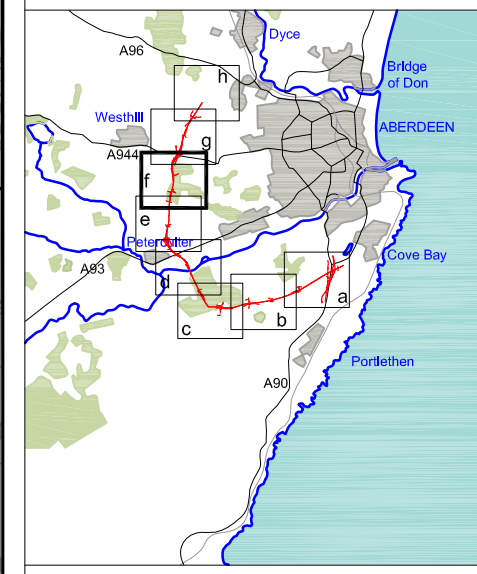 Dyce
A96
h
Bridge
of Don
Westhill
ABERDEEN
g
A944
f
e
Peterculter
Cove Bay
A93
d
a
b
c
Portlethen
A90